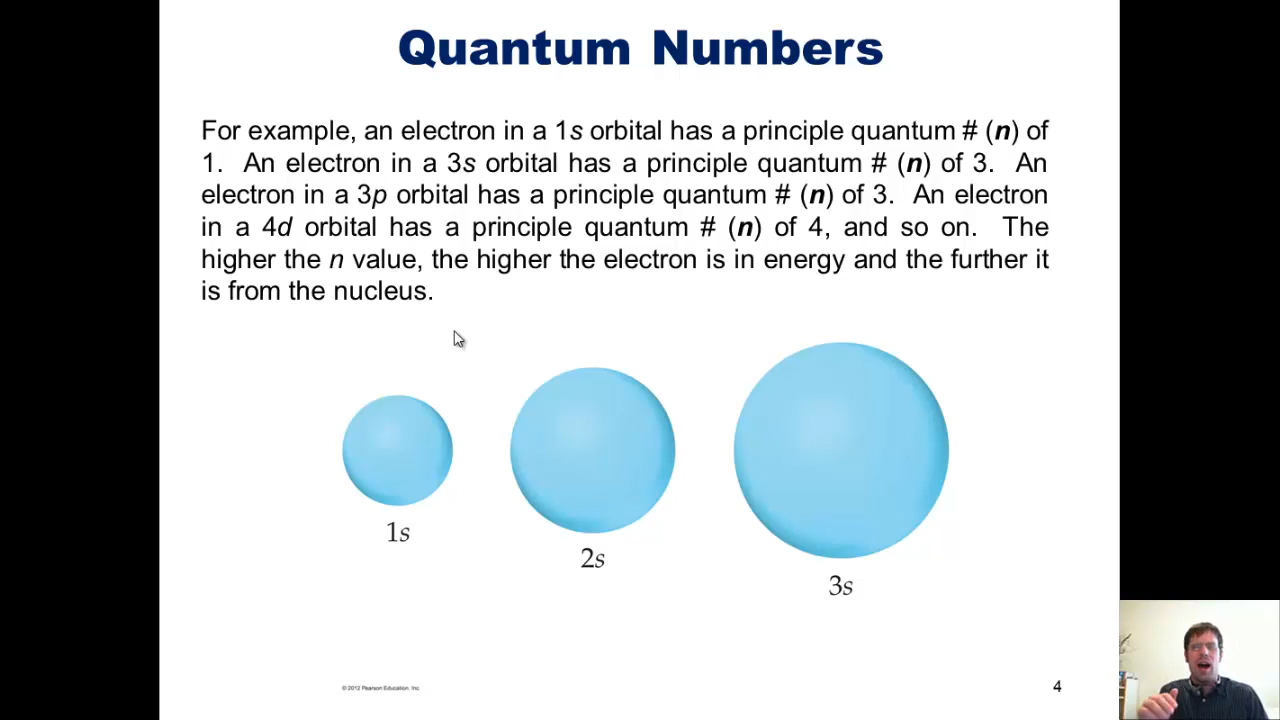 Quantum Numbers
For example, an electron in a 1s orbital has a principle quantum # (n) of
1. An electron in a 3s orbital has a principle quantum # (n) of 3. An
electron in a 3p orbital has a principle quantum # (n) of 3. An electron
in a 4d orbital has a principle quantum # (n) of 4, and so on. The
higher the n value, the higher the electron is in energy and the further it
is from the nucleus.
1s
2s
3s
© 2012 Pearson Education, Inc
4